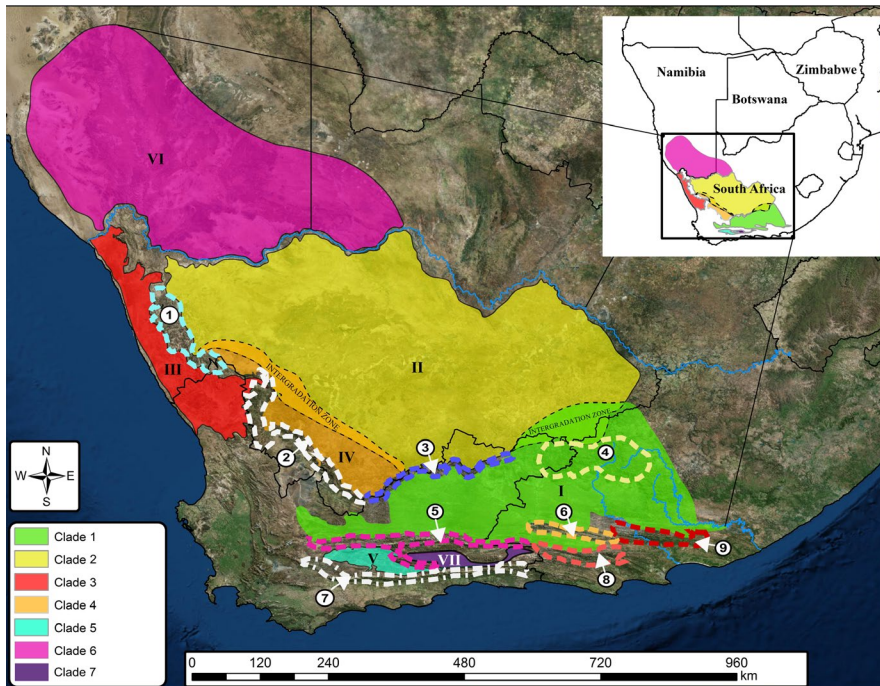 Namibia
Zimbabwe
Botswana
South Africa
VI
II
III
IV
I
V
VII
INTERGRADATION ZONE
INTERGRADATION ZONE
1
2
3
4
5
6
7
8
9
N
W E
S
Clade 1
Clade 2
Clade 3
Clade 4
Clade 5
Clade 6
Clade 7
0 120 240 480 720 960
km